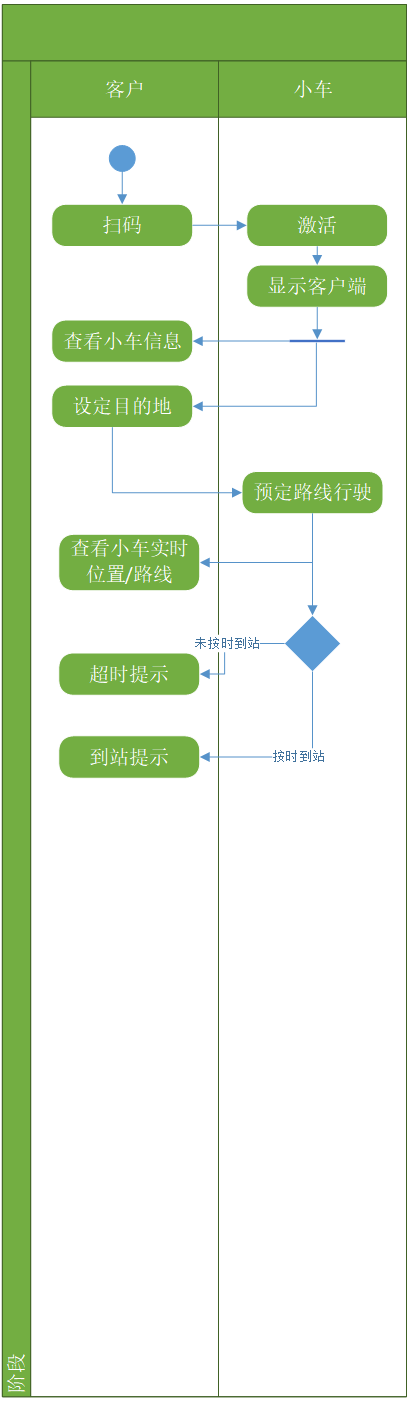 客户
小车
扫码
激活
显示客户端
查看小车信息
设定目的地
预定路线行驶
查看小车实时
位置/路线
未按时到站
超时提示
到站提示
按时到站
阶段